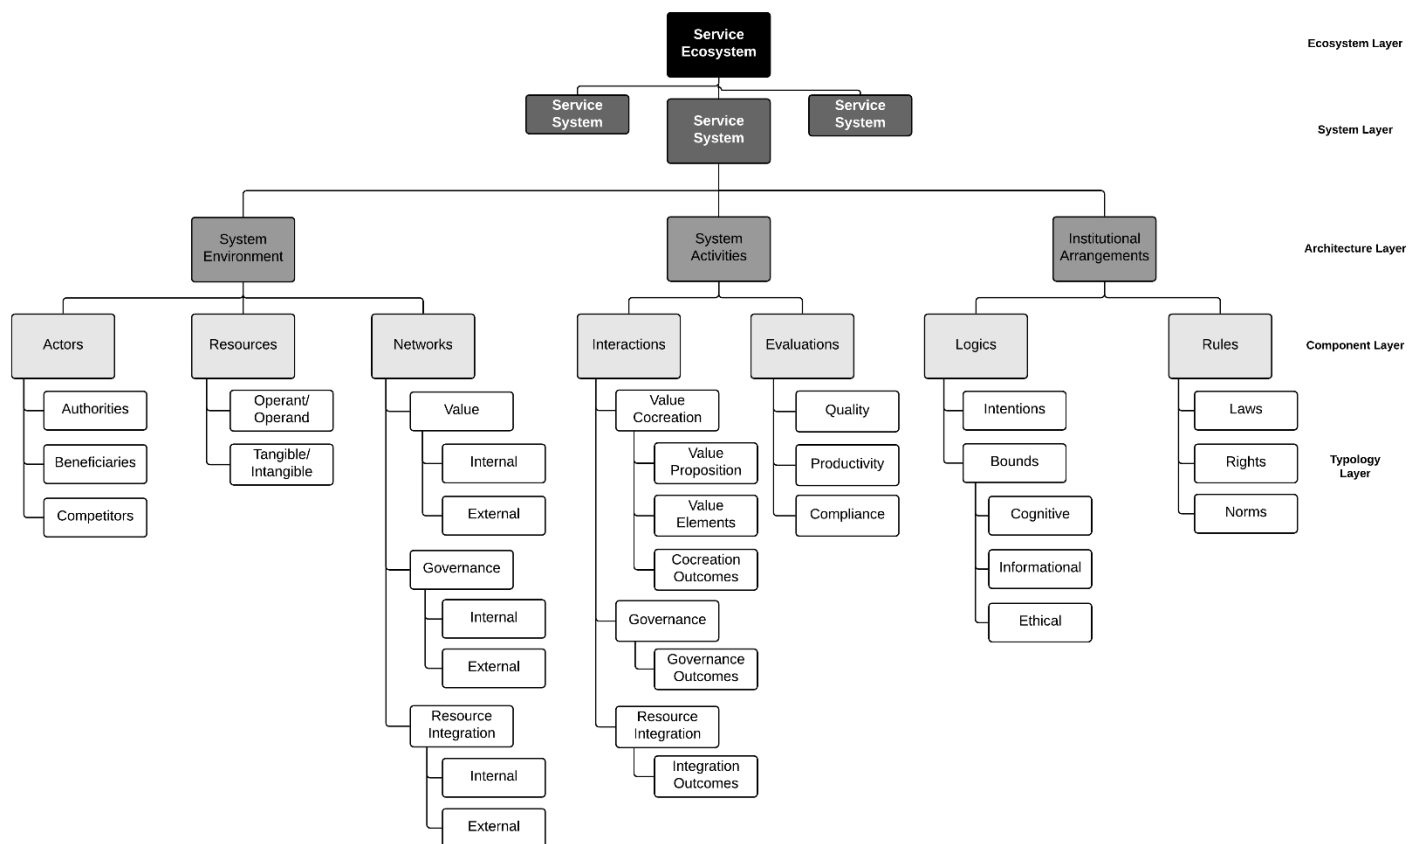 Service
Ecosystem
Ecosystem Layer
Service
System
Service
System
Service
System
System Layer
System
Environment
System
Activities
Institutional
Arrangements
Architecture Layer
Actors
Resources
Networks
Interactions
Evaluations
Logics
Rules
Component Layer
Authorities
Beneficiaries
Competitors
Operant/
Operand
Tangible/
Intangible
Value
Internal
External
Governance
Internal
External
Resource
Integration
Internal
External
Value
Cocreation
Value
Proposition
Value
Elements
Cocreation
Outcomes
Governance
Governance
Outcomes
Resource
Integration
Integration
Outcomes
Quality
Productivity
Compliance
Intentions
Bounds
Cognitive
Informational
Ethical
Laws
Rights
Norms
Typology
Layer